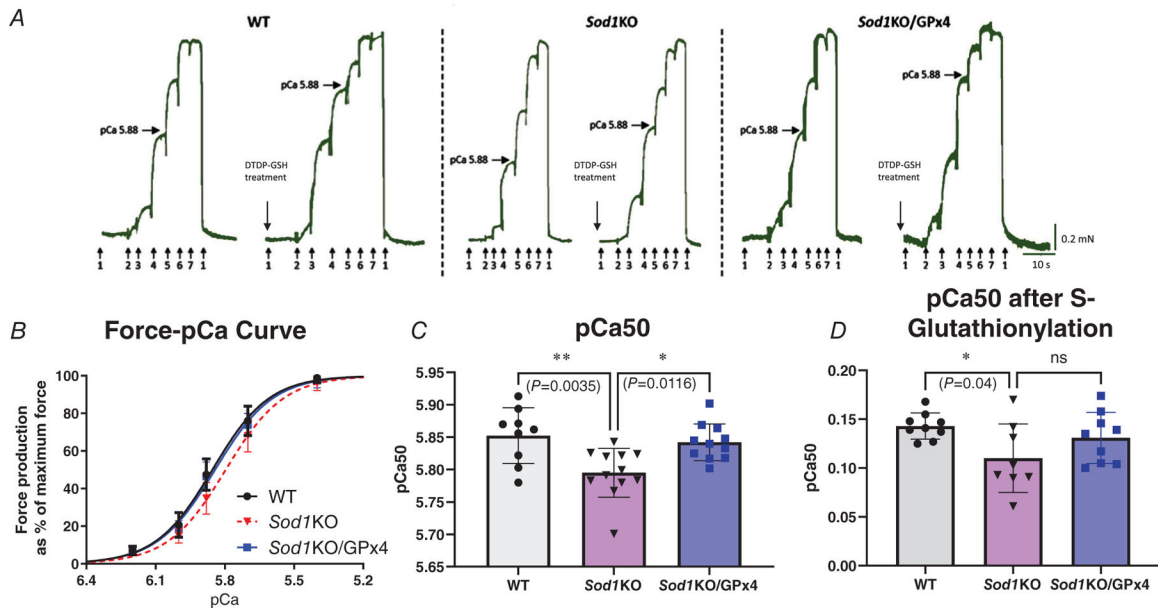 A
WT
Sod1KO
Sod1KO/GPx4
pCa 5.88
pCa 5.88
DTDP-GSH
treatment
1 2 3 4 5 6 7 1
1 2 3 4 5 6 7 1
pCa 5.88
pCa 5.88
DTDP-GSH
treatment
1 2 3 4 5 6 7 1
1 2 3 4 5 6 7 1
pCa 5.88
pCa 5.88
DTDP-GSH
treatment
1 2 3 4 5 6 7 1
1 2 3 4 5 6 7 1
0.2 mN
10 s
B
Force-pCa Curve
Force production
as % of maximum force
100
80
60
40
20
0
6.4 6.1 5.8 5.5 5.2
pCa
WT
Sod1KO
Sod1KO/GPx4
C
pCa50
pCa50
5.95
5.90
5.85
5.80
5.75
5.70
5.65
** *
(P=0.0035) (P=0.0116)
WT Sod1KO Sod1KO/GPx4
D
pCa50 after S-
Glutathionylation
pCa50
0.20
0.15
0.10
0.05
0.00
* ns
(P=0.04)
WT Sod1KO Sod1KO/GPx4